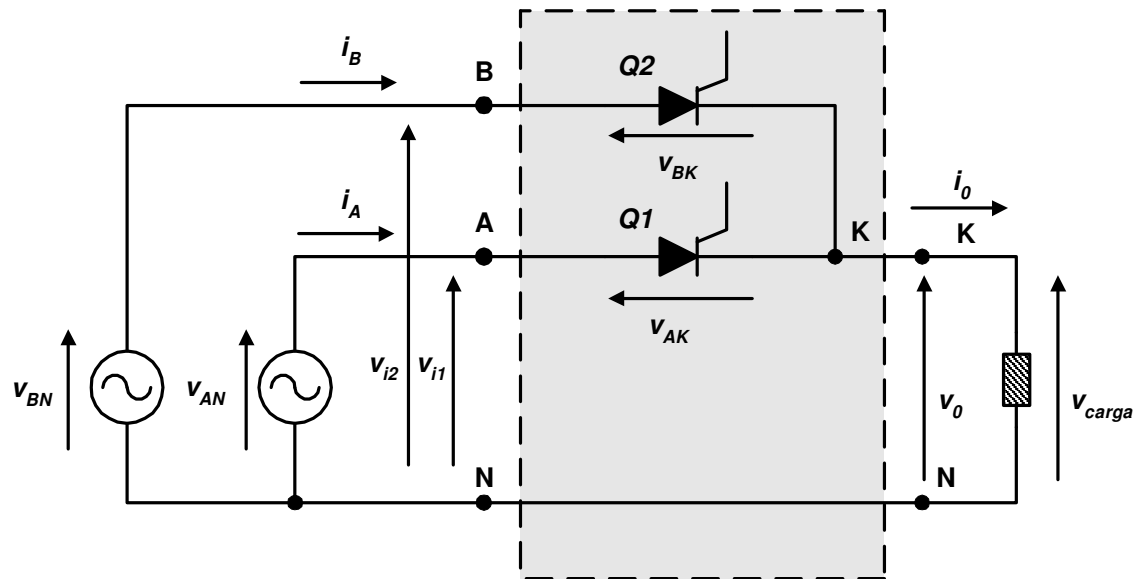 i_B
B
Q2
v_BK
i_A
A
Q1
K
i_0
K
v_AK
v_BN
v_AN
v_i2
v_i1
v_0
v_carga
N
N